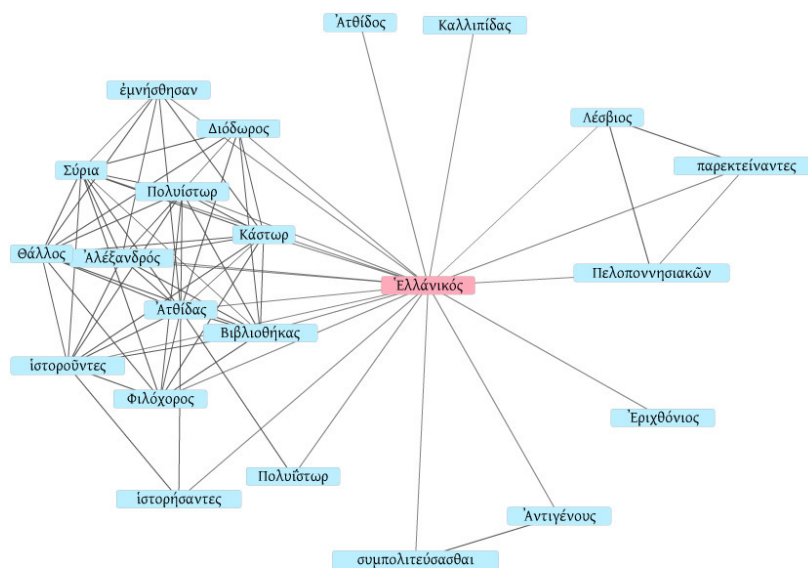 Ἀτθίδος
Καλλιπίδας
ἐμνήσθησαν
Διόδωρος
Λέσβιος
παρεκτείναντες
Σύρια
Πολυίστωρ
Κάστωρ
Θάλλος
Ἀλέξανδρός
Πελοποννησιακῶν
Ἑλλάνικός
Ἀτθίδας
Βιβλιοθήκας
ἱστοροῦντες
Φιλόχορος
Ἐριχθόνιος
Πολυΐστωρ
ἱστορήσαντες
Ἀντιγένους
συμπολιτεύσασθαι